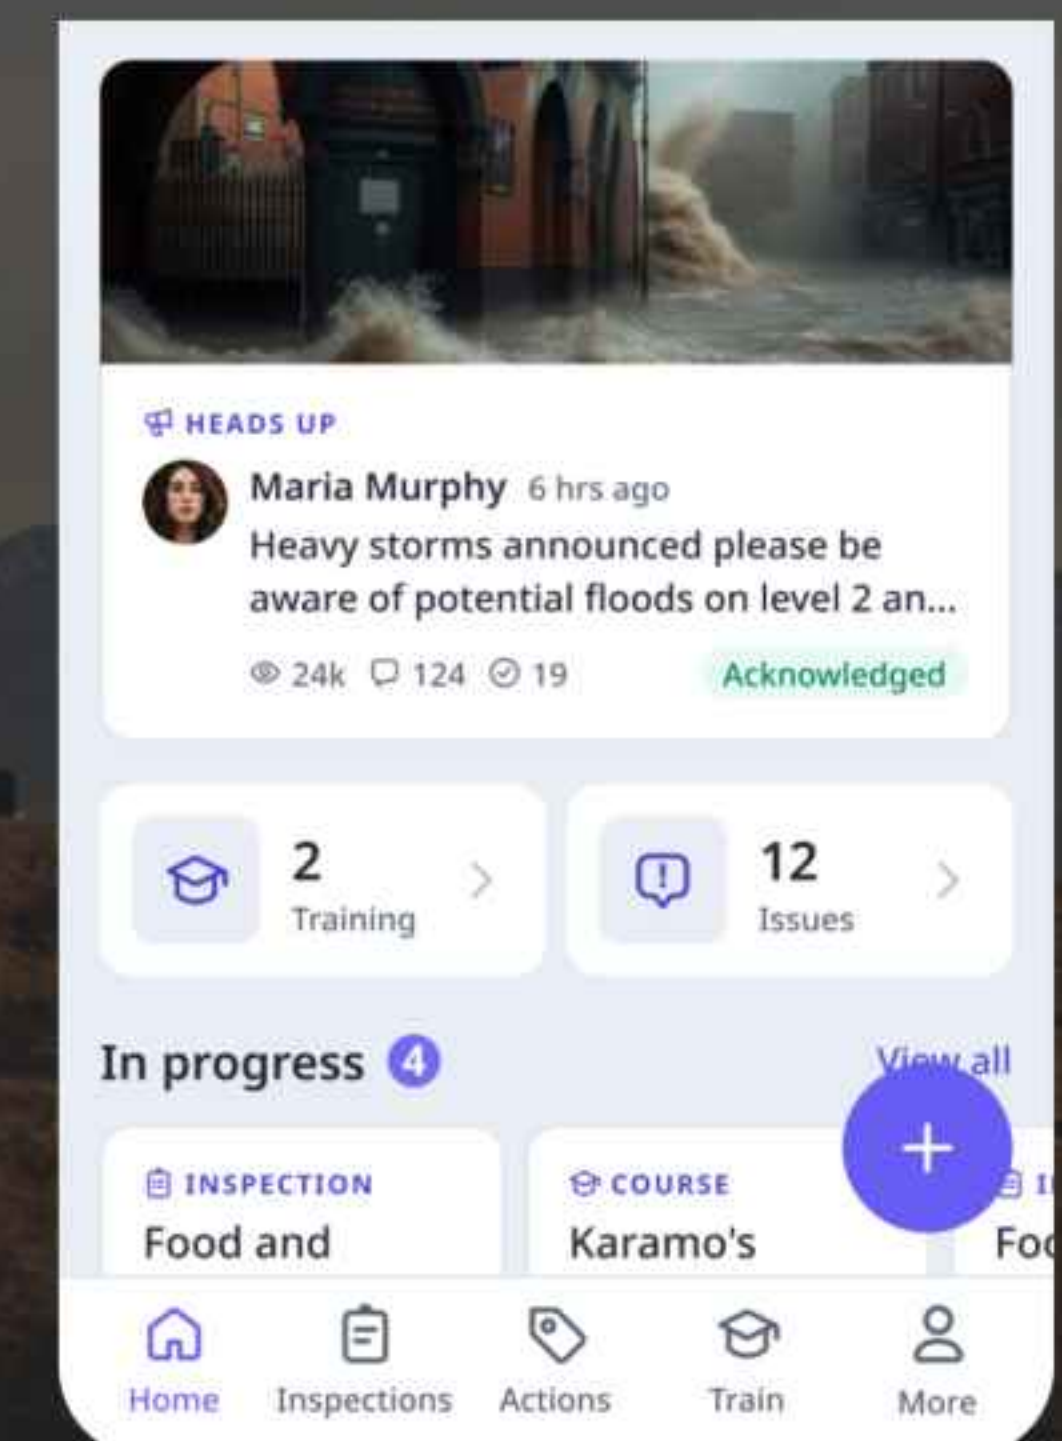 HEADS UP
Maria Murphy 6 hrs ago
Heavy storms announced please be
aware of potential floods on level 2 an...
24k 124 19 Acknowledged
2
Training
12
Issues
In progress 4
View all
INSPECTION
Food and
COURSE
Karamo's
Home Inspections Actions Train More